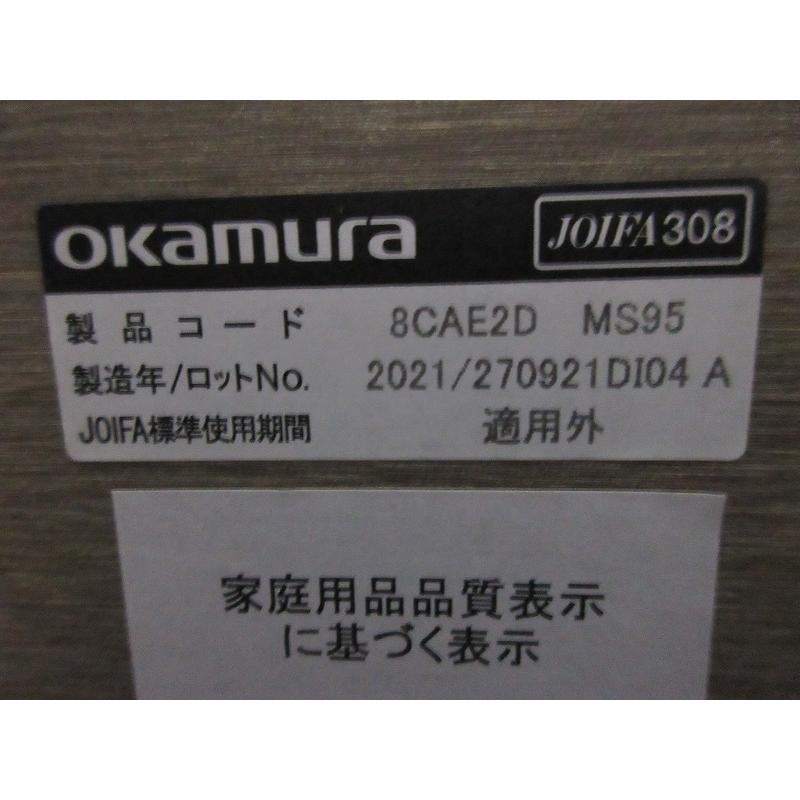 okamura JOIFA308
製品コード 8CAE2D MS95
製造年/ロットNo. 2021/270921DI04 A
JOIFA標準使用期間 適用外
家庭用品品質表示
に基づく表示